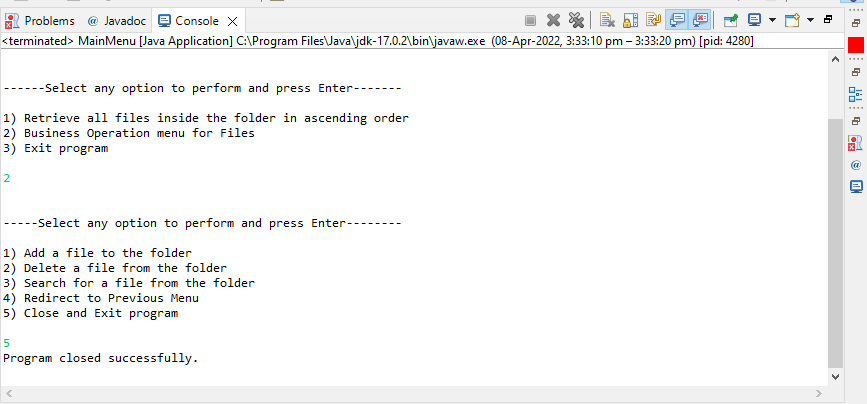 Problems @ Javadoc Console
<terminated> MainMenu [Java Application] C:\Program Files\Java\jdk-17.0.2\bin\javaw.exe (08-Apr-2022, 3:33:10 pm – 3:33:20 pm) [pid: 4280]
------Select any option to perform and press Enter-------
1) Retrieve all files inside the folder in ascending order
2) Business Operation menu for Files
3) Exit program
2
-----Select any option to perform and press Enter--------
1) Add a file to the folder
2) Delete a file from the folder
3) Search for a file from the folder
4) Redirect to Previous Menu
5) Close and Exit program
5
Program closed successfully.